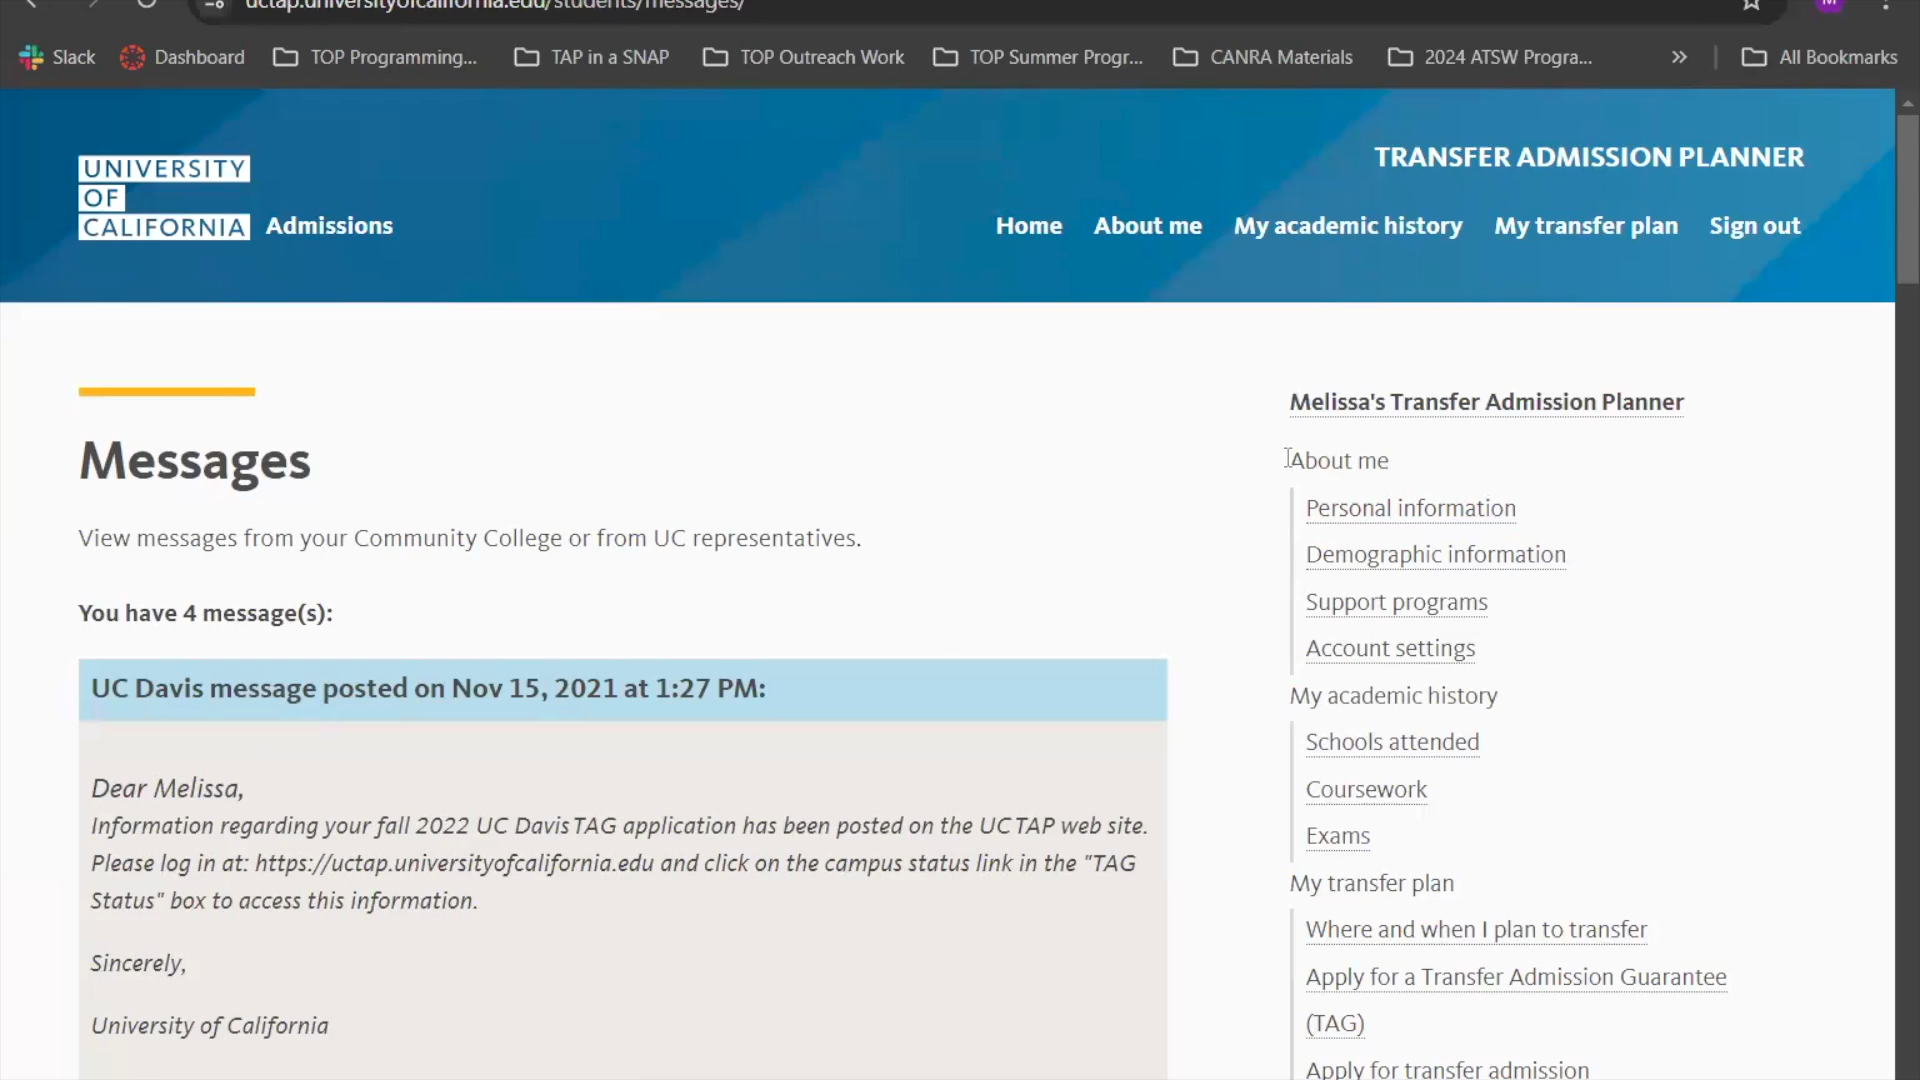 uctap.universityofcalifornia.edu/students/messages/
M
Slack
Dashboard
TOP Programming...
TAP in a SNAP
TOP Outreach Work
TOP Summer Progr...
CANRA Materials
2024 ATSW Progra...
»
All Bookmarks
UNIVERSITY
OF
CALIFORNIA
Admissions
TRANSFER ADMISSION PLANNER
Home
About me
My academic history
My transfer plan
Sign out
Messages
View messages from your Community College or from UC representatives.
You have 4 message(s):
UC Davis message posted on Nov 15, 2021 at 1:27 PM:
Dear Melissa,
Information regarding your fall 2022 UC Davis TAG application has been posted on the UC TAP web site.
Please log in at: https://uctap.universityofcalifornia.edu and click on the campus status link in the "TAG
Status" box to access this information.
Sincerely,
University of California
Melissa's Transfer Admission Planner
About me
Personal information
Demographic information
Support programs
Account settings
My academic history
Schools attended
Coursework
Exams
My transfer plan
Where and when I plan to transfer
Apply for a Transfer Admission Guarantee
(TAG)
Apply for transfer admission